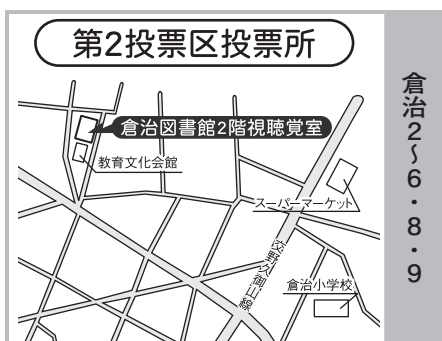 第2投票区投票所
倉治図書館2階視聴覚室
教育文化会館
スーパーマーケット
交野久御山線
倉治小学校
倉治2～6・8・9